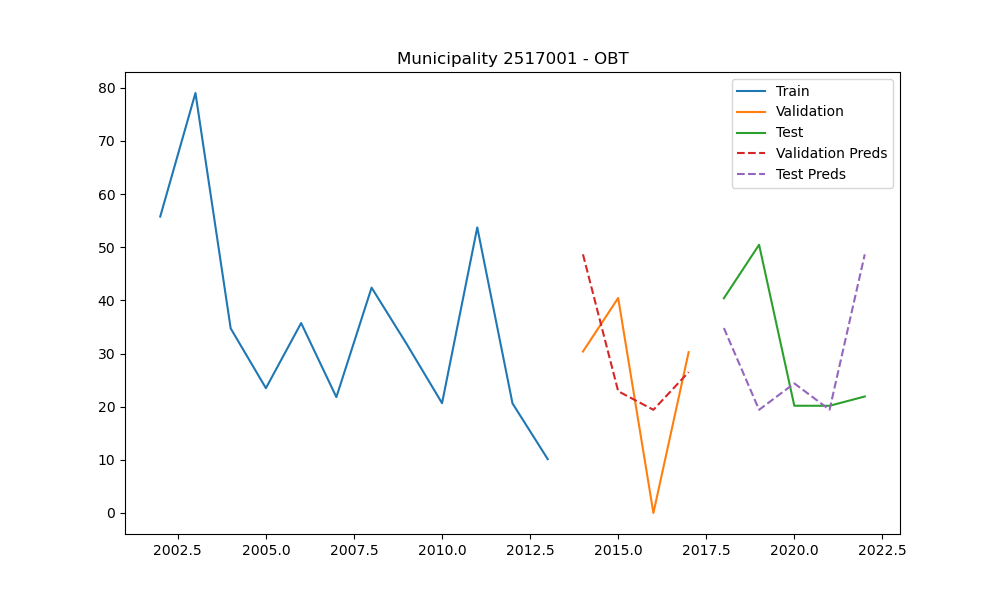 Municipality 2517001 - OBT
80
70
60
50
40
30
20
10
0
Train
Validation
Test
Validation Preds
Test Preds
2002.5 2005.0 2007.5 2010.0 2012.5 2015.0 2017.5 2020.0 2022.5